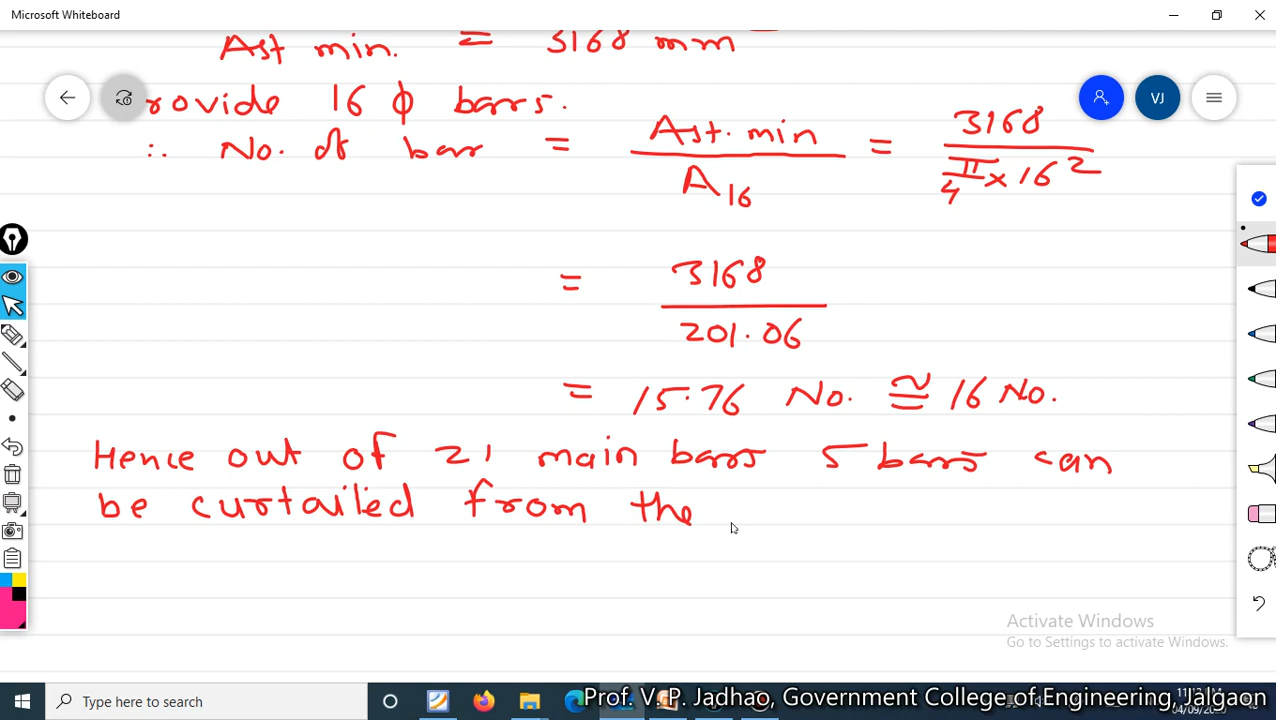 Microsoft Whiteboard
Ast min. = 3168 mm
rovide 16 ϕ bars.
VJ
∴ No. of bar = Ast. min / A16 = 3168 / π/4 × 16²
= 3168 / 201.06
= 15.76 No. ≅ 16 No.
Hence out of 21 main bars 5 bars can
be curtailed from the
Activate Windows
Go to Settings to activate Windows.
Type here to search
Prof. V. P. Jadhao, Government College of Engineering, Jalgaon